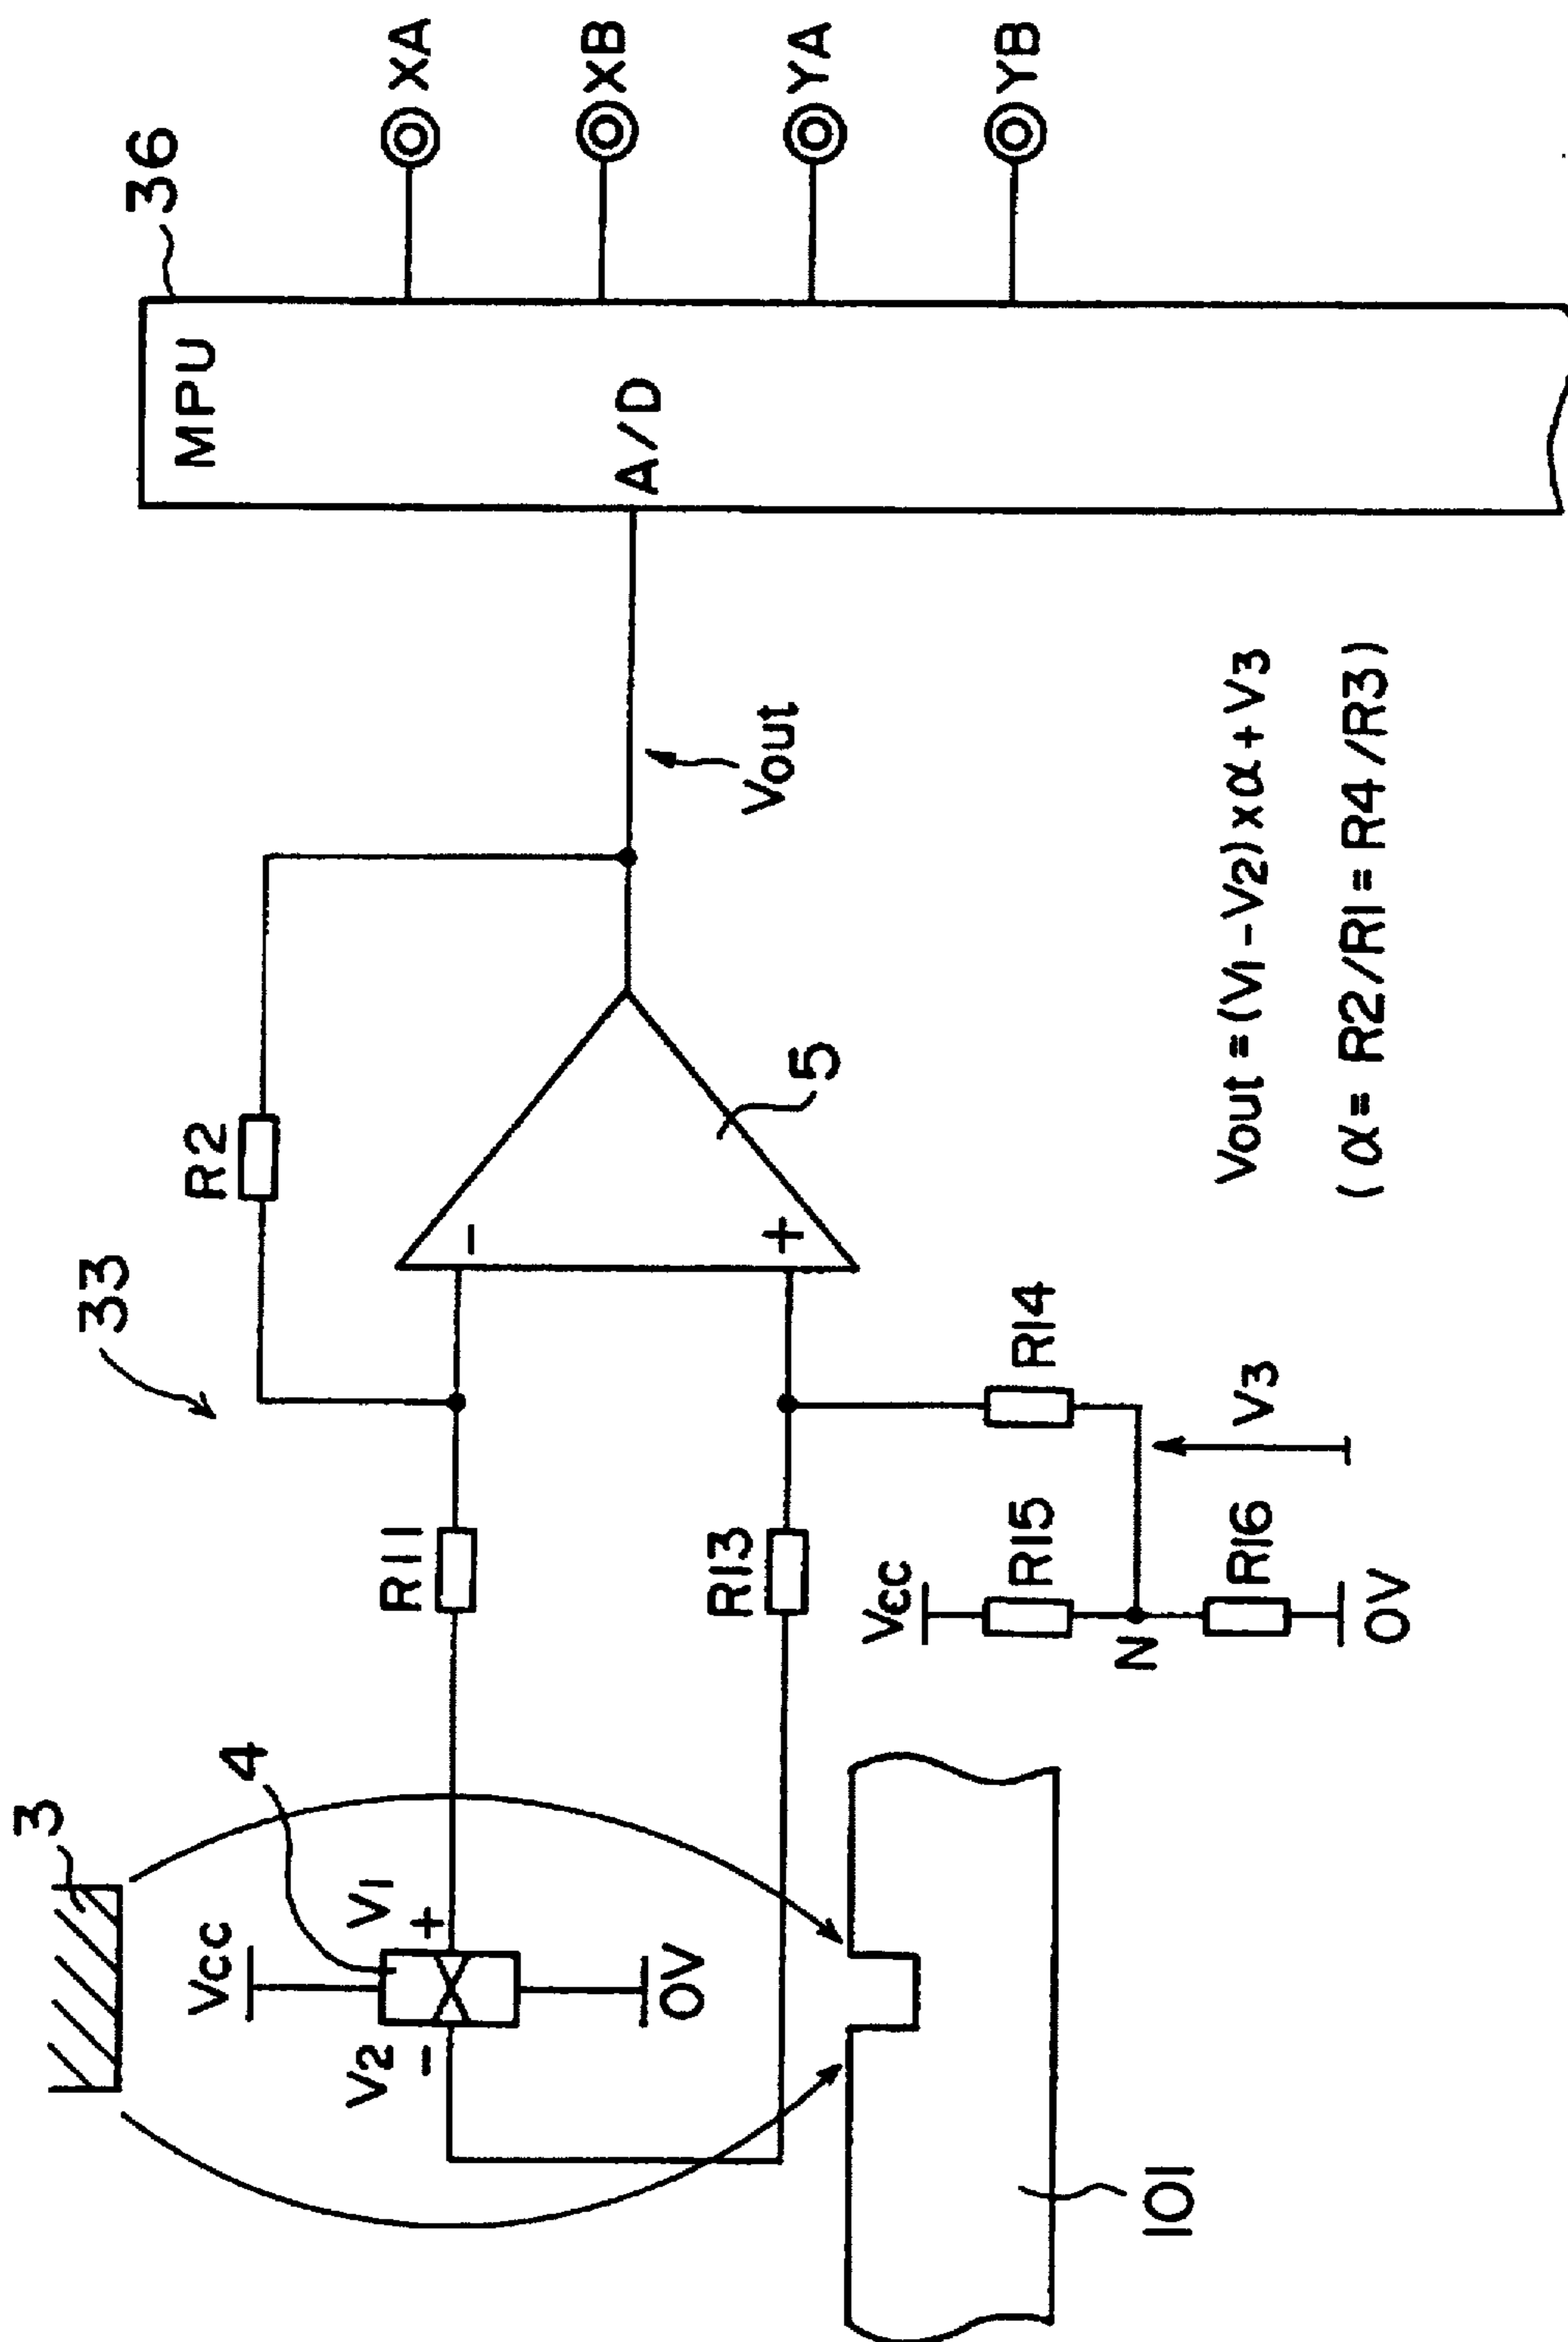 33
36
MPU
3
Vcc
4
R2
V2
V1
R11
XA
XB
YA
YB
-
+
-
+
A/D
0V
5
Vout
R13
Vcc
R15
R14
N
V3
R16
0V
101
Vout=(V1-V2)xα+V3
(α=R2/R1=R4/R3)